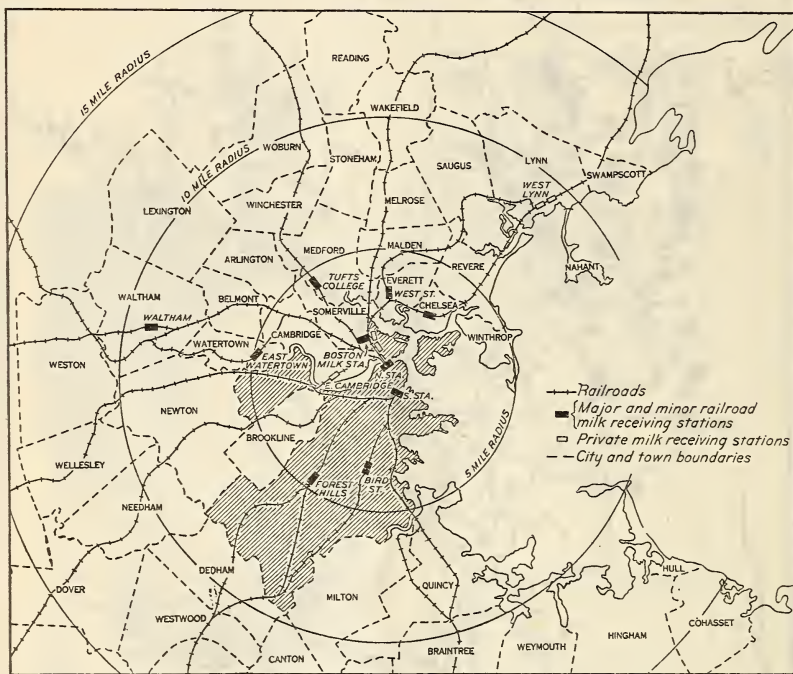 READING
15 MILE RADIUS
WAKEFIELD
WOBURN
10 MILE RADIUS
STONEHAM
SAUGUS
LYNN
SWAMPSCOTT
WEST LYNN
LEXINGTON
WINCHESTER
MELROSE
MEDFORD
MALDEN
ARLINGTON
REVERE
NAHANT
TUFTS
COLLEGE
EVERETT
WEST ST.
WALTHAM
BELMONT
CHELSEA
SOMERVILLE
WALTHAM
CAMBRIDGE
WINTHROP
WATERTOWN
EAST
WATERTOWN
BOSTON
MILK STA.
N. STA.
WESTON
E. CAMBRIDGE
S. STA.
NEWTON
BROOKLINE
5 MILE RADIUS
Railroads
Major and minor railroad
milk receiving stations
Private milk receiving stations
City and town boundaries
WELLESLEY
FOREST
HILLS
BIRD
ST.
NEEDHAM
DEDHAM
HULL
DOVER
MILTON
QUINCY
WESTWOOD
COHASSET
HINGHAM
WEYMOUTH
BRAINTREE
CANTON